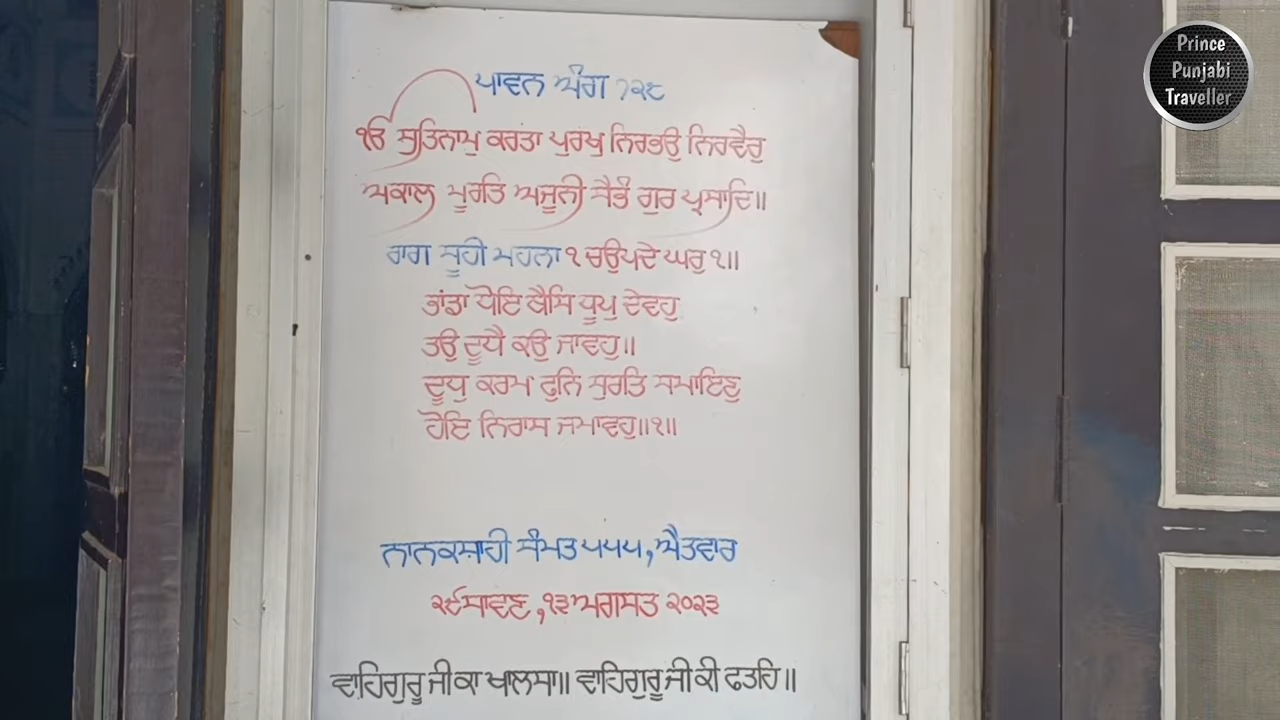 ਪਾਵਨ ਅੰਗ ੭੨੮
ੴ ਸਤਿਨਾਮੁ ਕਰਤਾ ਪੁਰਖੁ ਨਿਰਭਉ ਨਿਰਵੈਰੁ
ਅਕਾਲ ਮੂਰਤਿ ਅਜੂਨੀ ਸੈਭੰ ਗੁਰ ਪ੍ਰਸਾਦਿ॥
ਰਾਗ ਸੂਹੀ ਮਹਲਾ ੧ ਚਉਪਦੇ ਘਰੁ ੧॥
ਭਾਂਡਾ ਧੋਇ ਬੈਸਿ ਧੂਪੁ ਦੇਵਹੁ
ਤਉ ਦੂਧੈ ਕਉ ਜਾਵਹੁ॥
ਦੂਧੁ ਕਰਮ ਫੁਨਿ ਸੁਰਤਿ ਸਮਾਇਣੁ
ਹੋਇ ਨਿਰਾਸ ਜਮਾਵਹੁ॥੧॥
ਨਾਨਕਸ਼ਾਹੀ ਸੰਮਤ ੫੫੫, ਐਤਵਾਰ
੨੯ ਸਾਵਣ, ੧੩ ਅਗਸਤ ੨੦੨੩
ਵਾਹਿਗੁਰੂ ਜੀ ਕਾ ਖਾਲਸਾ॥ ਵਾਹਿਗੁਰੂ ਜੀ ਕੀ ਫਤਹਿ॥
Prince
Punjabi
Traveller